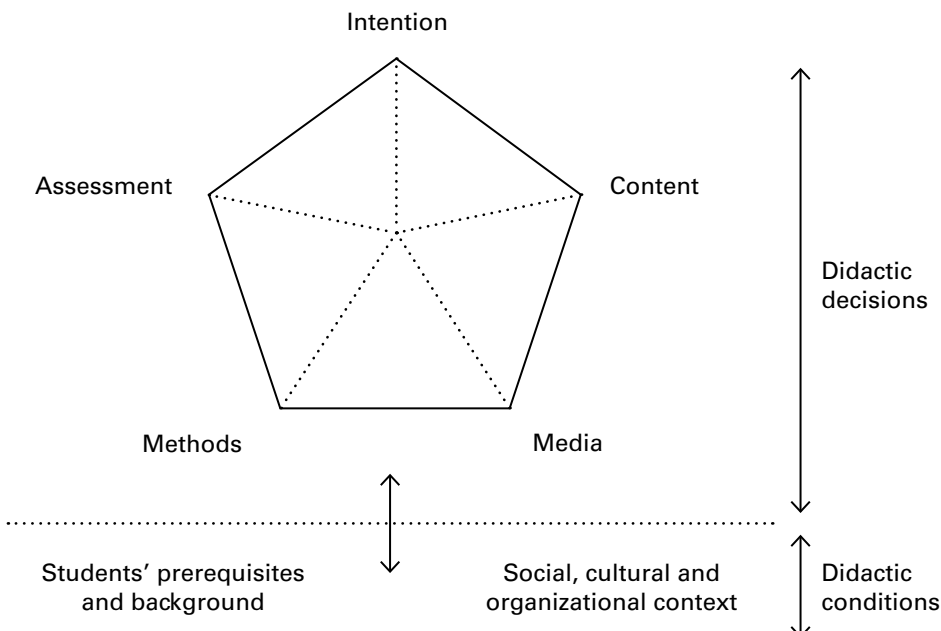 Intention
Assessment
Content
Didactic
decisions
Methods
Media
Students’ prerequisites
and background
Social, cultural and
organizational context
Didactic
conditions